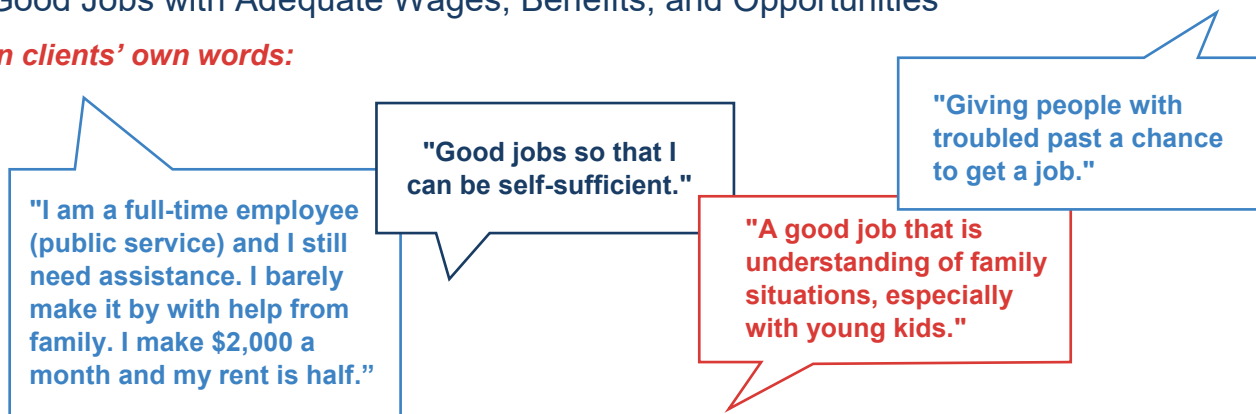 Good Jobs with Adequate Wages, Benefits, and Opportunities
n clients’ own words:
"I am a full-time employee
(public service) and I still
need assistance. I barely
make it by with help from
family. I make $2,000 a
month and my rent is half.”
"Good jobs so that I
can be self-sufficient."
"A good job that is
understanding of family
situations, especially
with young kids."
"Giving people with
troubled past a chance
to get a job."